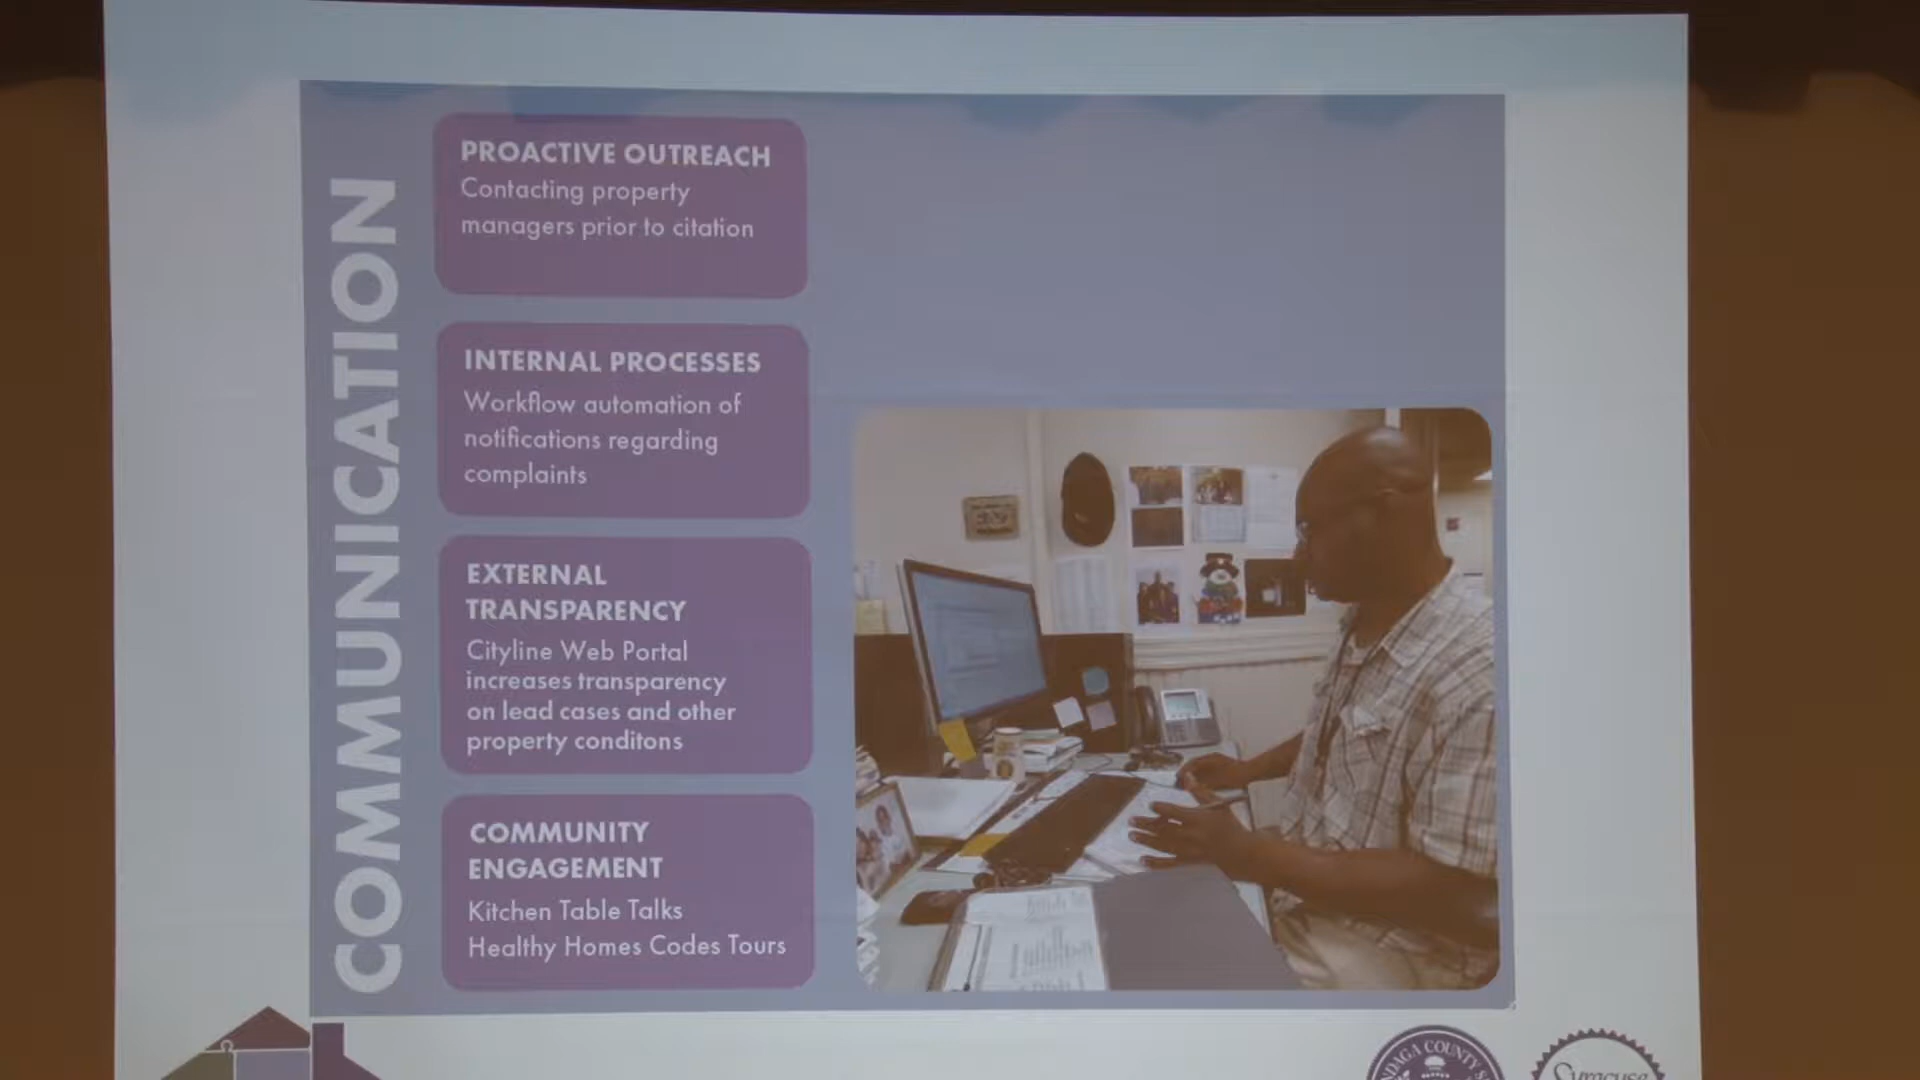 COMMUNICATION
PROACTIVE OUTREACH
Contacting property
managers prior to citation
INTERNAL PROCESSES
Workflow automation of
notifications regarding
complaints
EXTERNAL
TRANSPARENCY
Cityline Web Portal
increases transparency
on lead cases and other
property conditons
COMMUNITY
ENGAGEMENT
Kitchen Table Talks
Healthy Homes Codes Tours
COUNTY
Syracuse